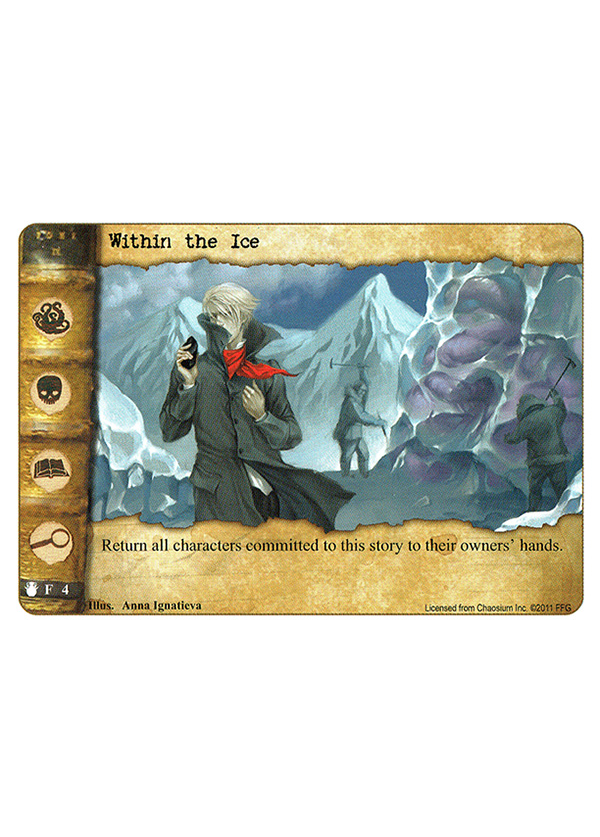 Within the Ice
Return all characters committed to this story to their owners' hands.
F 4
Illus. Anna Ignatieva
Licensed from Chaosium Inc. ©2011 FFG